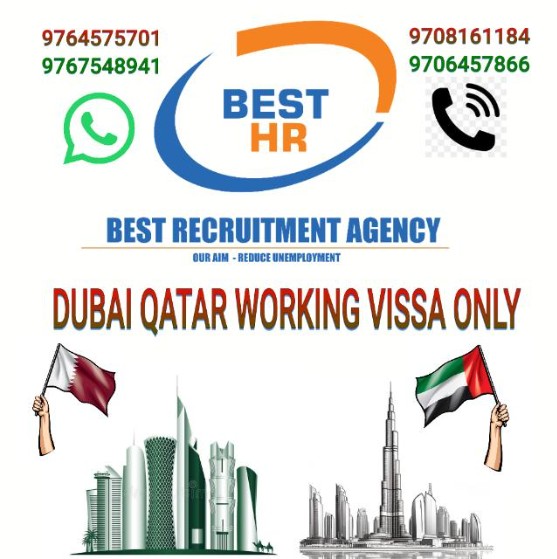 9764575701
9767548941
9708161184
9706457866
BEST
HR
BEST RECRUITMENT AGENCY
OUR AIM - REDUCE UNEMPLOYMENT
DUBAI QATAR WORKING VISSA ONLY